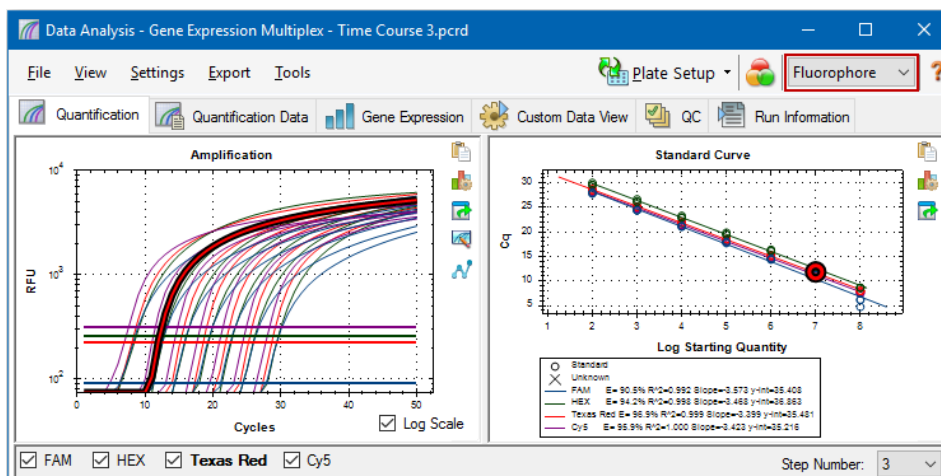 Data Analysis - Gene Expression Multiplex - Time Course 3.pcrd
File View Settings Export Tools Plate Setup Fluorophore ?
Quantification Quantification Data Gene Expression Custom Data View QC Run Information
Amplification
10^4
10^3
10^2
RFU
0 10 20 30 40 50
Cycles
Log Scale
Standard Curve
30
25
20
15
10
5
Cq
1 2 3 4 5 6 7 8
Log Starting Quantity
Standard
Unknown
FAM E= 90.5% R^2=0.992 Slope=-3.573 y-int=35.408
HEX E= 94.2% R^2=0.998 Slope=-3.468 y-int=36.863
Texas Red E= 96.9% R^2=0.999 Slope=-3.399 y-int=35.481
Cy5 E= 95.9% R^2=1.000 Slope=-3.423 y-int=35.216
FAM HEX Texas Red Cy5 Step Number: 3